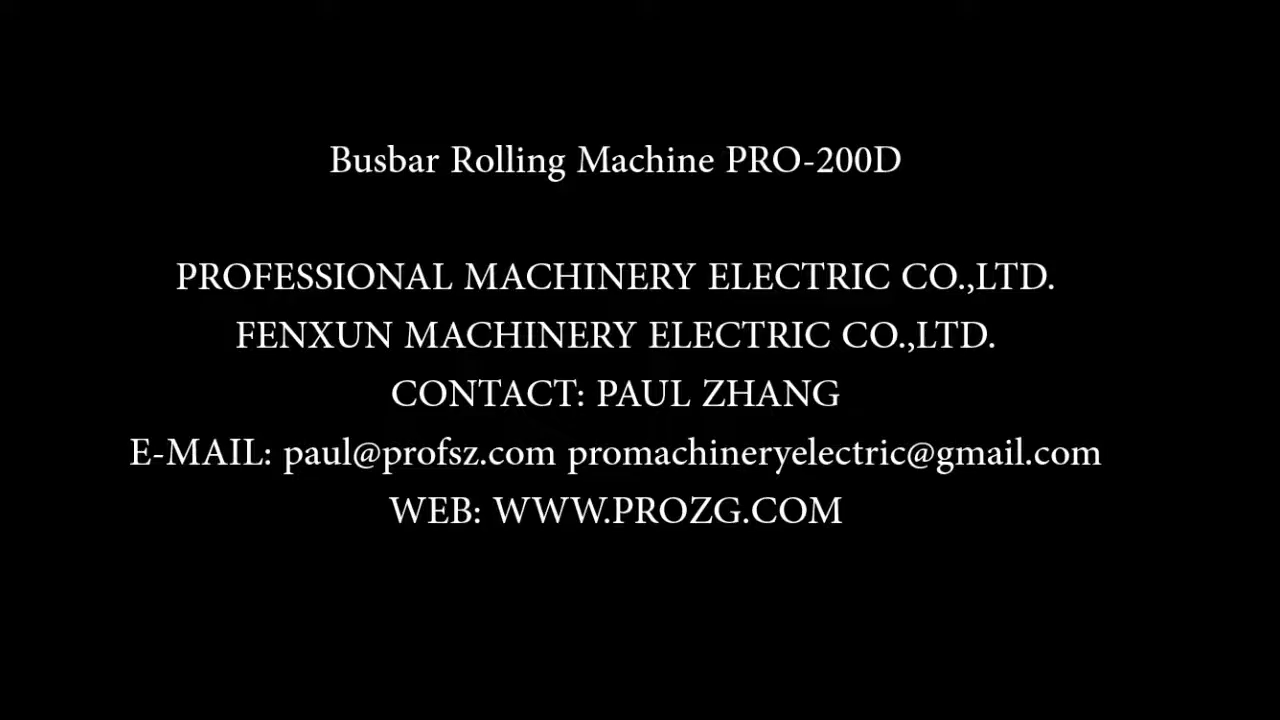 Busbar Rolling Machine PRO-200D
PROFESSIONAL MACHINERY ELECTRIC CO.,LTD.
FENXUN MACHINERY ELECTRIC CO.,LTD.
CONTACT: PAUL ZHANG
E-MAIL: paul@profsz.com promachineryelectric@gmail.com
WEB: WWW.PROZG.COM